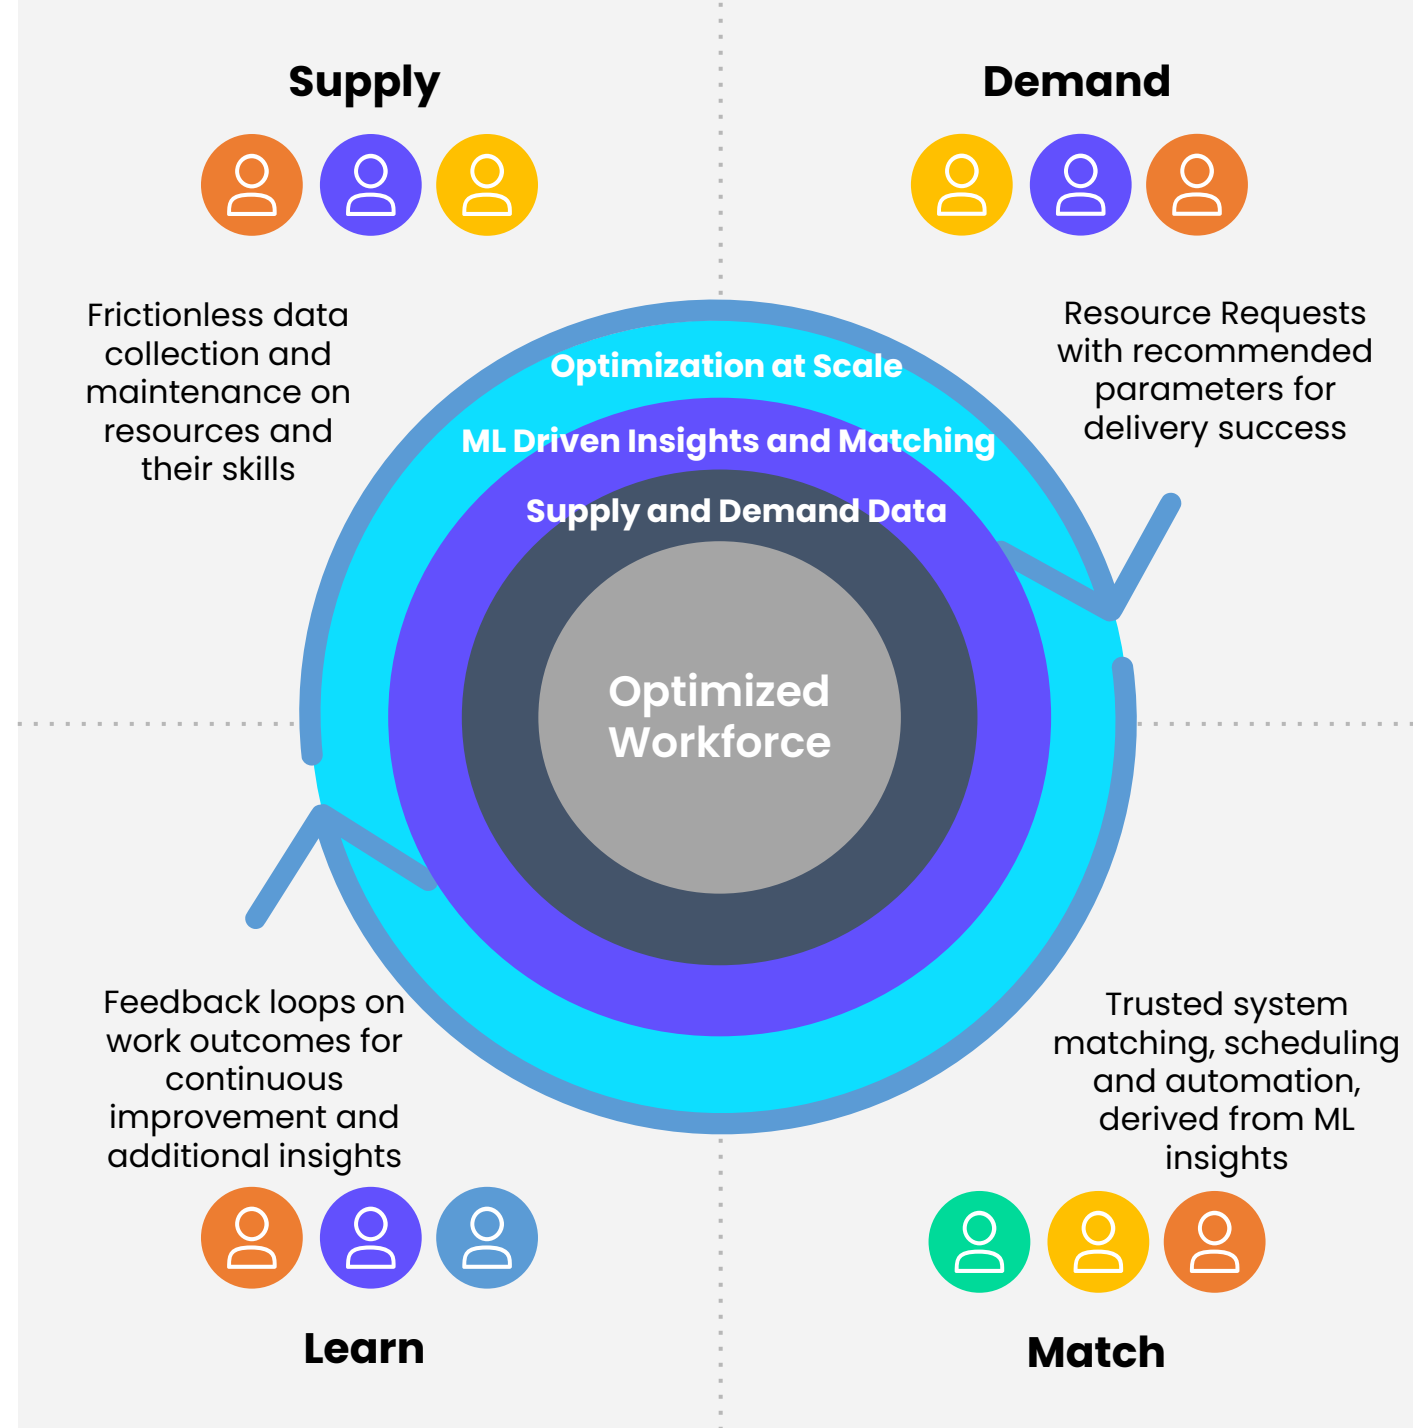 Supply
Demand
Frictionless data
collection and
maintenance on
resources and
their skills
Resource Requests
with recommended
parameters for
delivery success
Optimization at Scale
ML Driven Insights and Matching
Supply and Demand Data
Optimized
Workforce
Feedback loops on
work outcomes for
continuous
improvement and
additional insights
Trusted system
matching, scheduling
and automation,
derived from ML
insights
Learn
Match